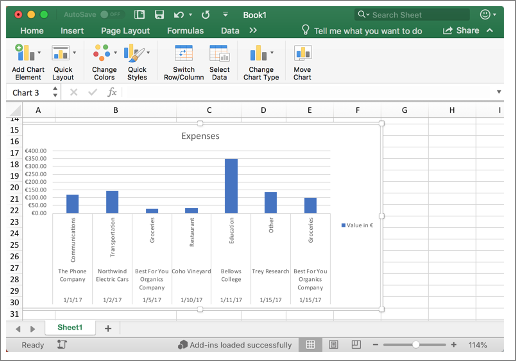 AutoSave OFF Book1 Search Sheet
Home Insert Page Layout Formulas Data >> Tell me what you want to do Share
Add Chart Element Quick Layout Change Colors Quick Styles Switch Row/Column Select Data Change Chart Type Move Chart
Chart 3 fx
A B C D E F G H I
14
15
16
17
18
19
20
21
22
23
24
25
26
27
28
29
30
31
Expenses
€400.00
€350.00
€300.00
€250.00
€200.00
€150.00
€100.00
€50.00
€0.00
Communications Transportation Groceries Restaurant Education Other Groceries
The Phone Company Northwind Electric Cars Best For You Organics Company Coho Vineyard Bellows College Trey Research Best For You Organics Company
1/1/17 1/2/17 1/5/17 1/10/17 1/11/17 1/15/17 1/15/17
Value in €
Sheet1 +
Ready Add-ins loaded successfully 114%